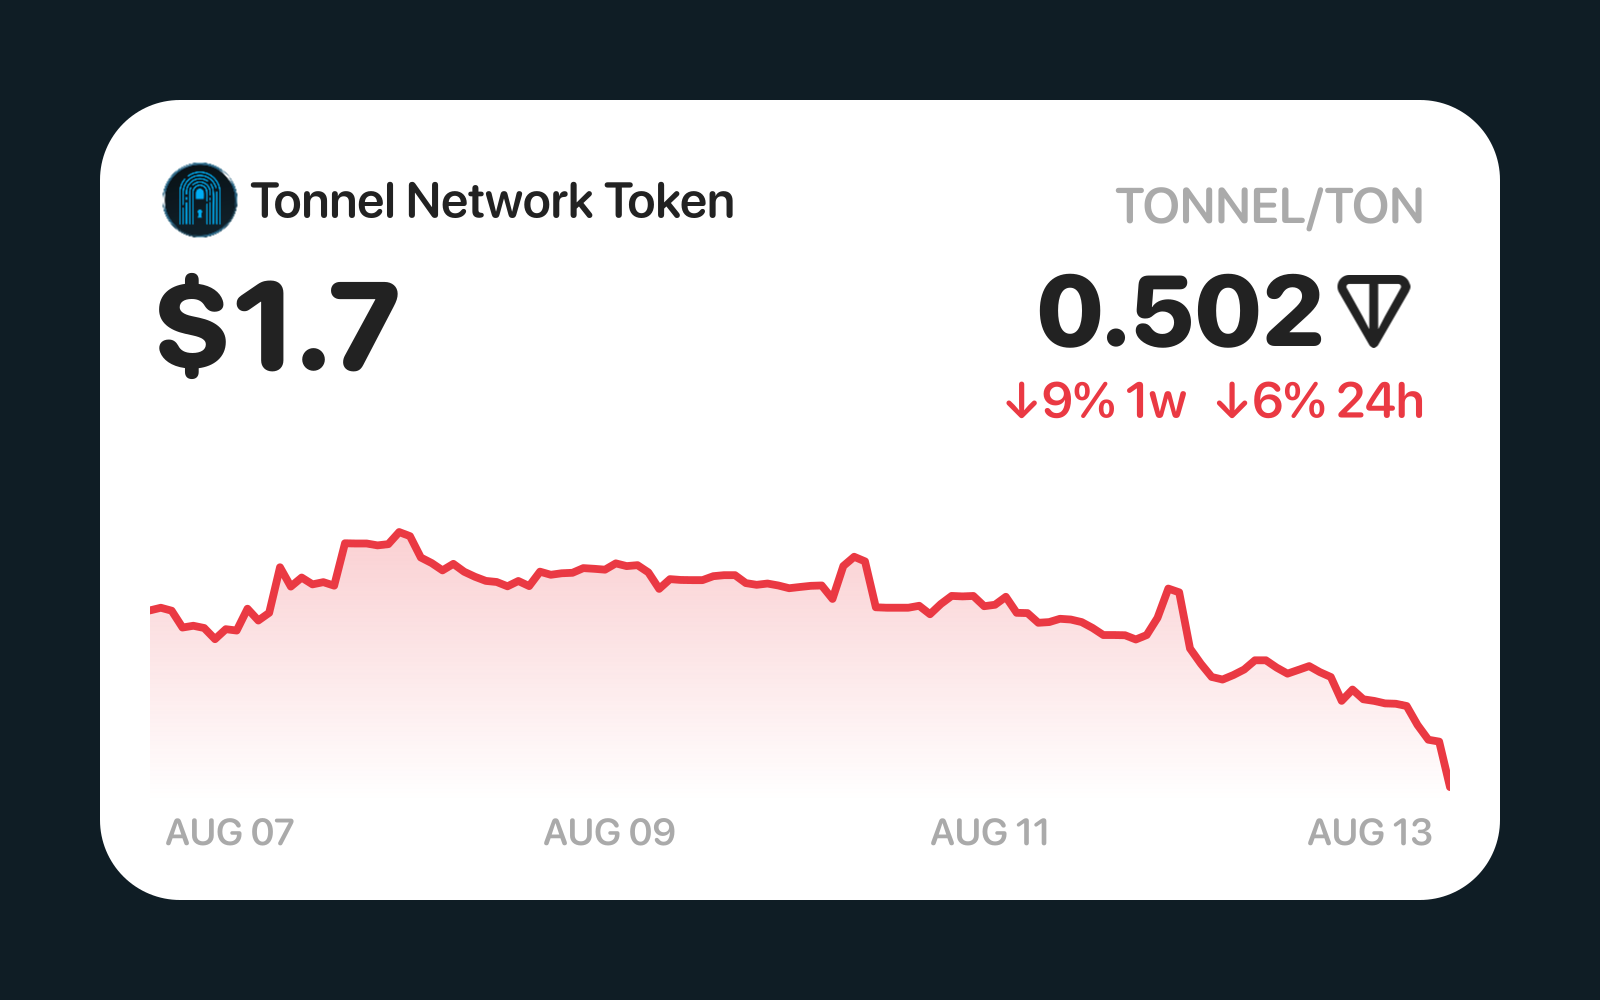 Tonnel Network Token
TONNEL/TON
$1.7
0.502
↓9% 1w ↓6% 24h
AUG 07
AUG 09
AUG 11
AUG 13